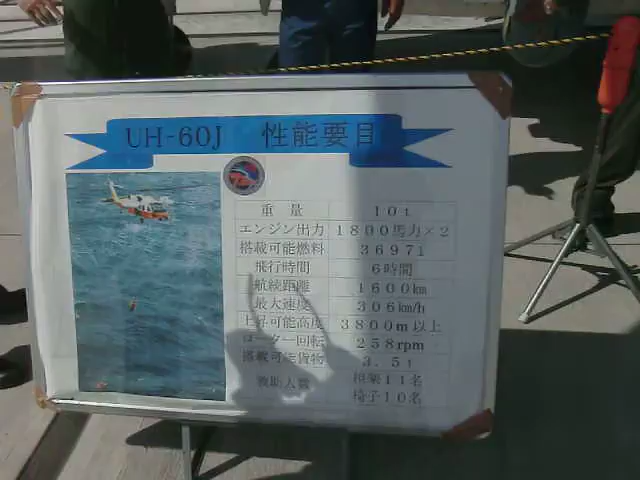 UH-60J 性能要目
重量 10t
エンジン出力 1800馬力×2
搭載可能燃料 3697l
飛行時間 6時間
航続距離 1600km
最大速度 306km/h
上昇可能高度 3800m以上
ローター回転 258rpm
搭載可能貨物 3.5t
救助人数 担架11名
椅子10名